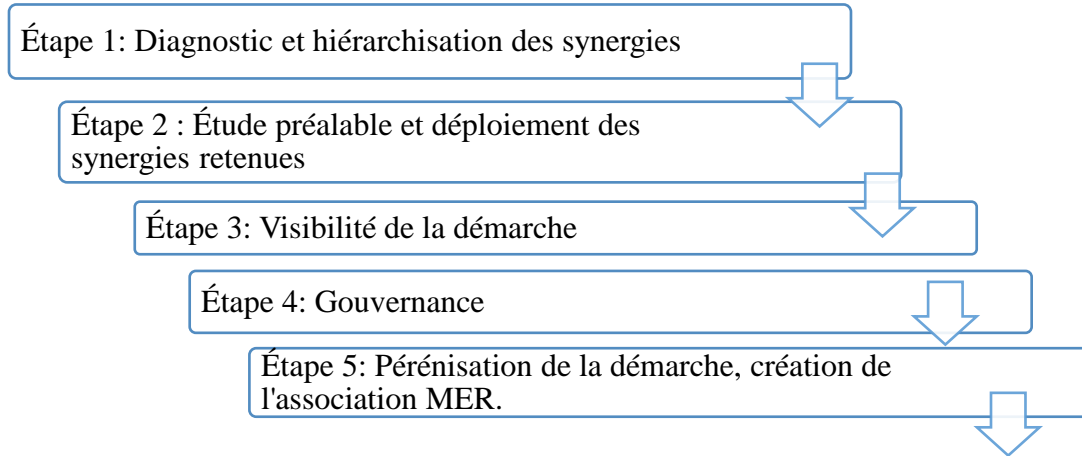 Étape 1: Diagnostic et hiérarchisation des synergies
Étape 2 : Étude préalable et déploiement des
synergies retenues
Étape 3: Visibilité de la démarche
Étape 4: Gouvernance
Étape 5: Pérénisation de la démarche, création de
l'association MER.